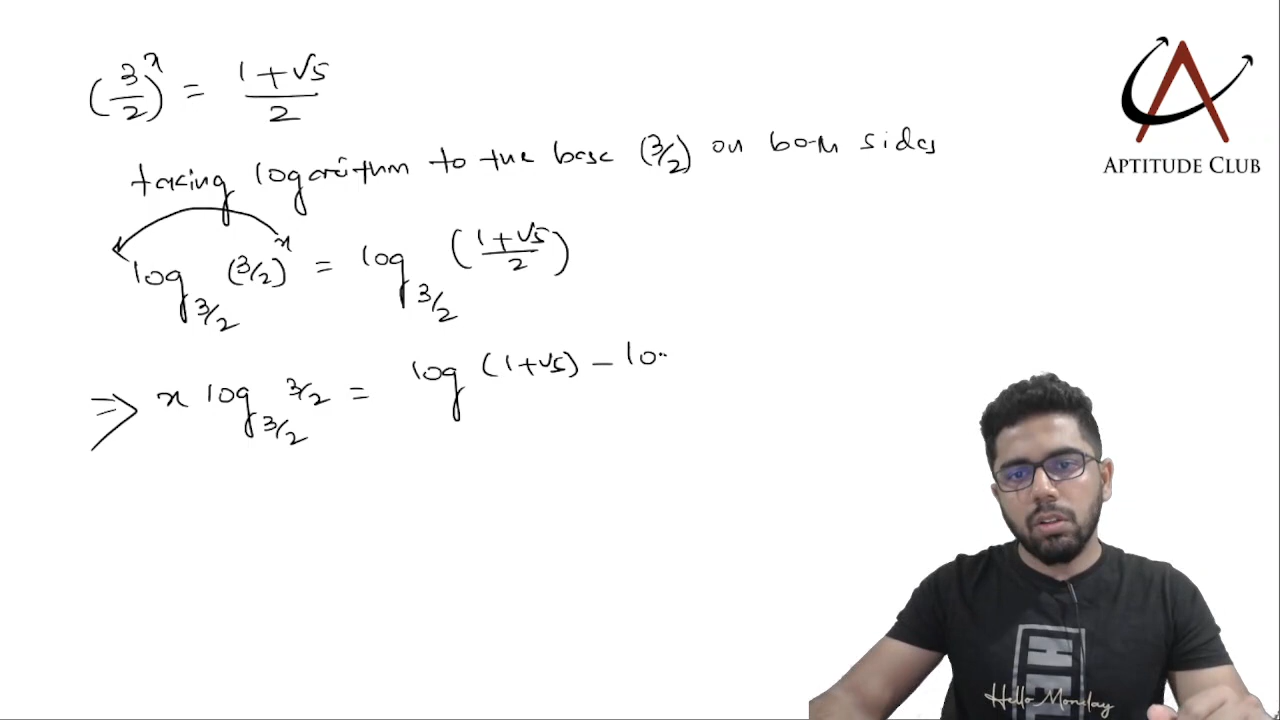 (3/2)^x = (1+√5)/2
taking logarithm to the base (3/2) on both sides
log_{3/2} (3/2)^x = log_{3/2} ((1+√5)/2)
⇒ x log_{3/2} 3/2 = log (1+√5) – lo
APTITUDE CLUB
HEH
Hello Monday